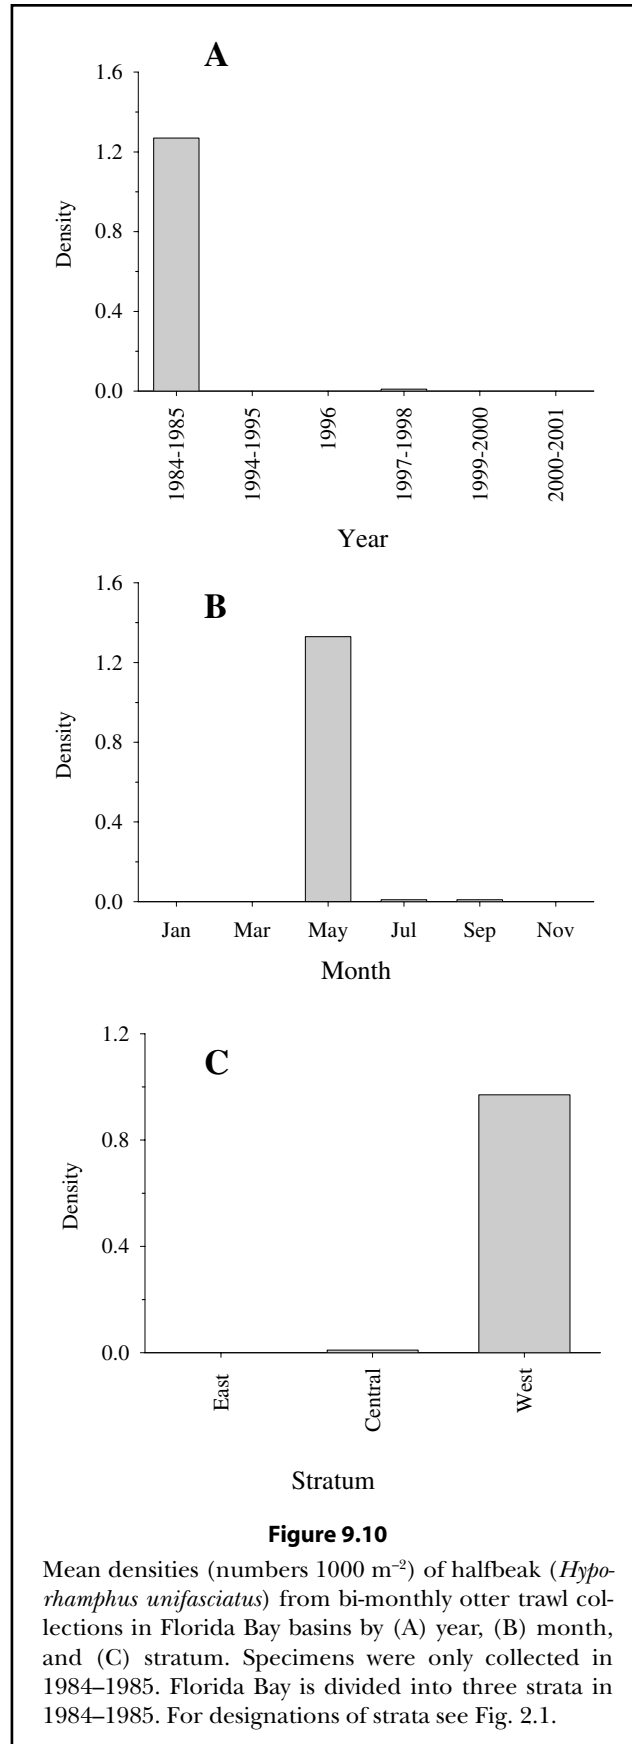 A
1.6
1.2
0.8
0.4
0.0
Density
1984-1985
1994-1995
1996
1997-1998
1999-2000
2000-2001
Year
B
1.6
1.2
0.8
0.4
0.0
Density
Jan Mar May Jul Sep Nov
Month
C
1.2
0.8
0.4
0.0
Density
East
Central
West
Stratum
Figure 9.10
Mean densities (numbers 1000 m⁻²) of halfbeak (Hypo-
rhamphus unifasciatus) from bi-monthly otter trawl col-
lections in Florida Bay basins by (A) year, (B) month,
and (C) stratum. Specimens were only collected in
1984–1985. Florida Bay is divided into three strata in
1984–1985. For designations of strata see Fig. 2.1.